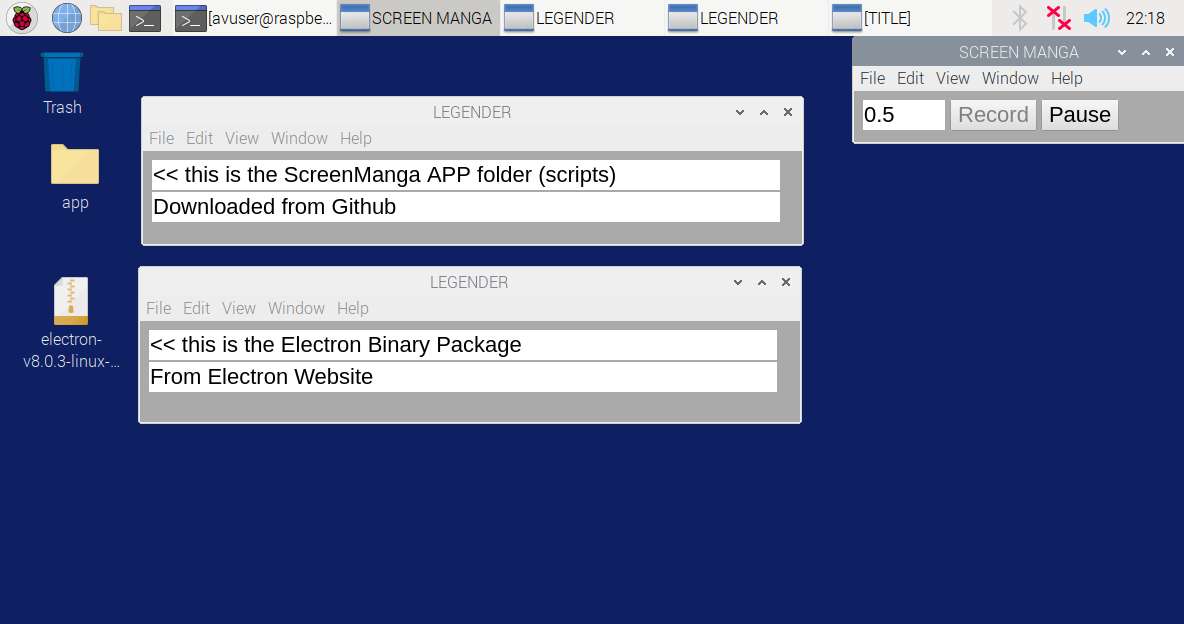 [avuser@raspbe... SCREEN MANGA LEGENDER LEGENDER [TITLE] 22:18
SCREEN MANGA
File Edit View Window Help
0.5 Record Pause
Trash
app
electron-
v8.0.3-linux-...
LEGENDER
File Edit View Window Help
<< this is the ScreenManga APP folder (scripts)
Downloaded from Github
LEGENDER
File Edit View Window Help
<< this is the Electron Binary Package
From Electron Website